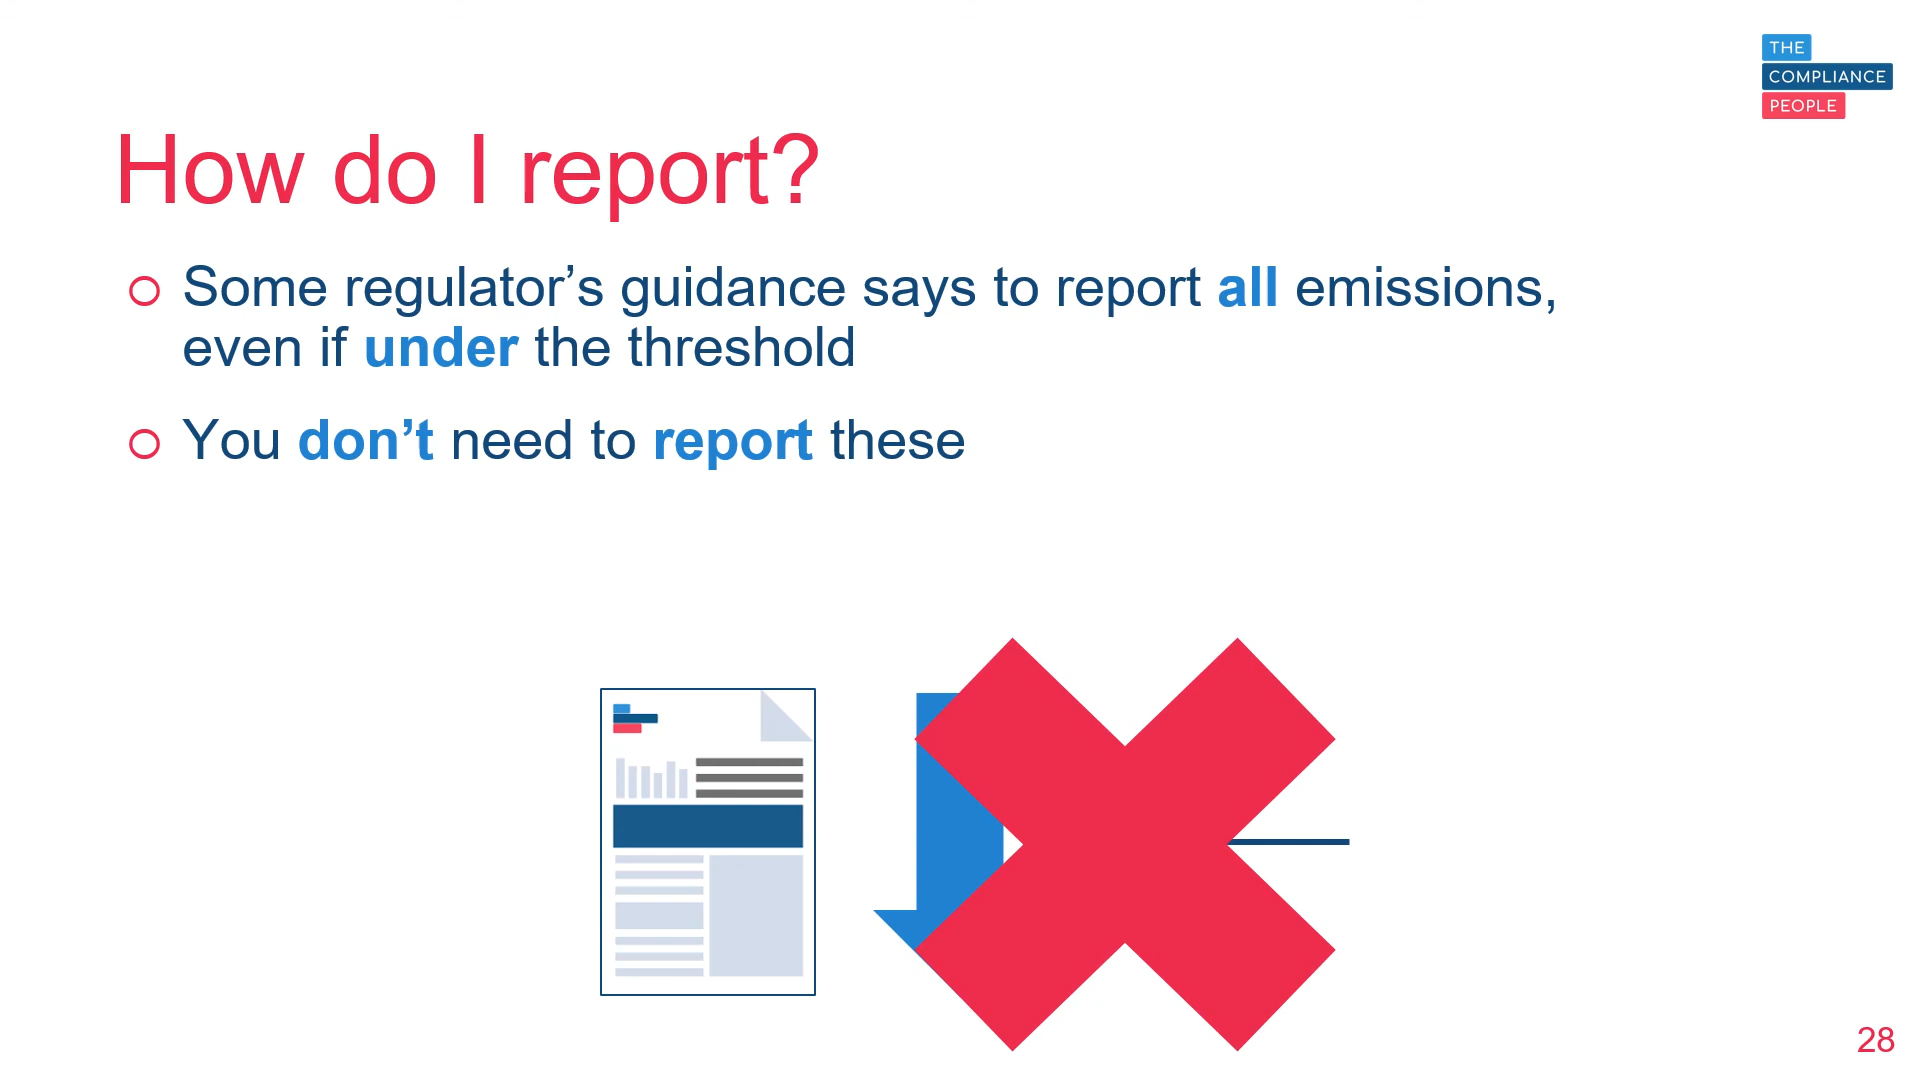 THE
COMPLIANCE
PEOPLE
How do I report?
Some regulator’s guidance says to report all emissions,
even if under the threshold
You don’t need to report these
28